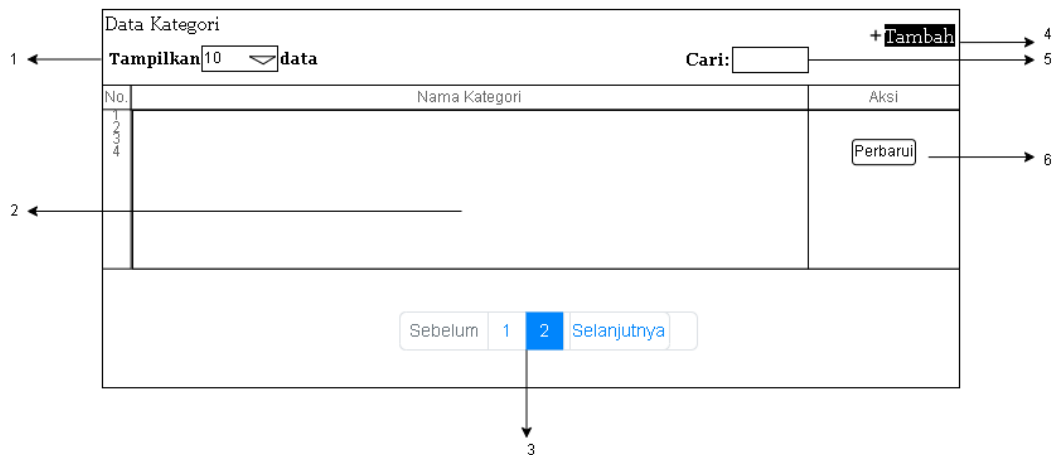 Data Kategori
+Tambah
4
1
Tampilkan 10 data
Cari:
5
No. Nama Kategori Aksi
1
2
3
4
Perbarui
6
2
Sebelum 1 2 Selanjutnya
3